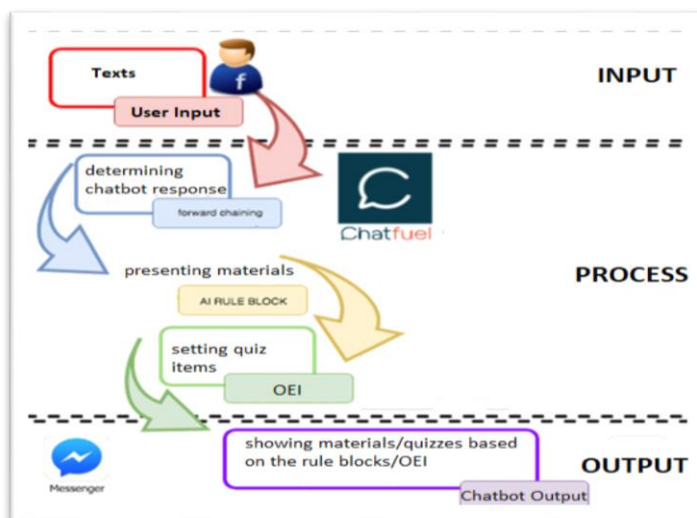 Texts
INPUT
User Input
determining
chatbot response
forward chaining
Chatfuel
presenting materials
PROCESS
AI RULE BLOCK
setting quiz
items
OEI
showing materials/quizzes based
on the rule blocks/OEI
OUTPUT
Messenger
Chatbot Output